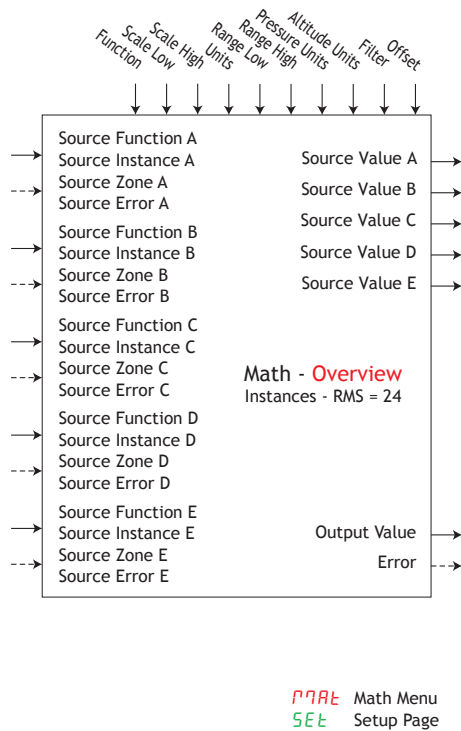 Function
Scale Low
Scale High
Units
Range Low
Range High
Pressure Units
Altitude Units
Filter
Offset
Source Function A
Source Instance A
Source Zone A
Source Error A
Source Function B
Source Instance B
Source Zone B
Source Error B
Source Function C
Source Instance C
Source Zone C
Source Error C
Source Function D
Source Instance D
Source Zone D
Source Error D
Source Function E
Source Instance E
Source Zone E
Source Error E
Source Value A
Source Value B
Source Value C
Source Value D
Source Value E
Math - Overview
Instances - RMS = 24
Output Value
Error
MAt Math Menu
SEt Setup Page